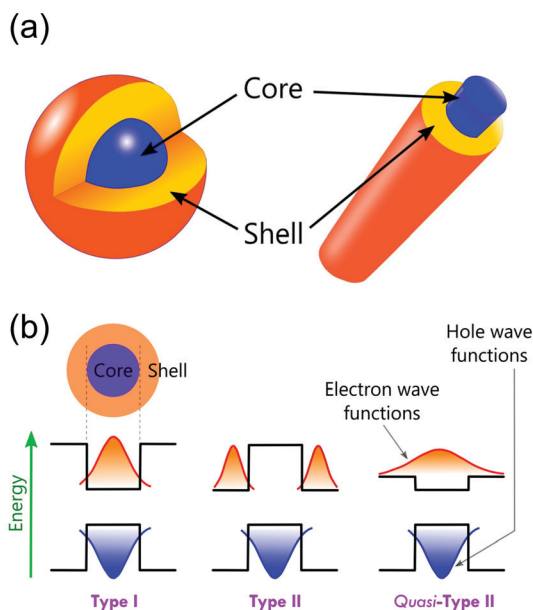 (a)
Core
Shell
(b)
Hole wave
functions
Core Shell
Electron wave
functions
Energy
Type I
Type II
Quasi-Type II